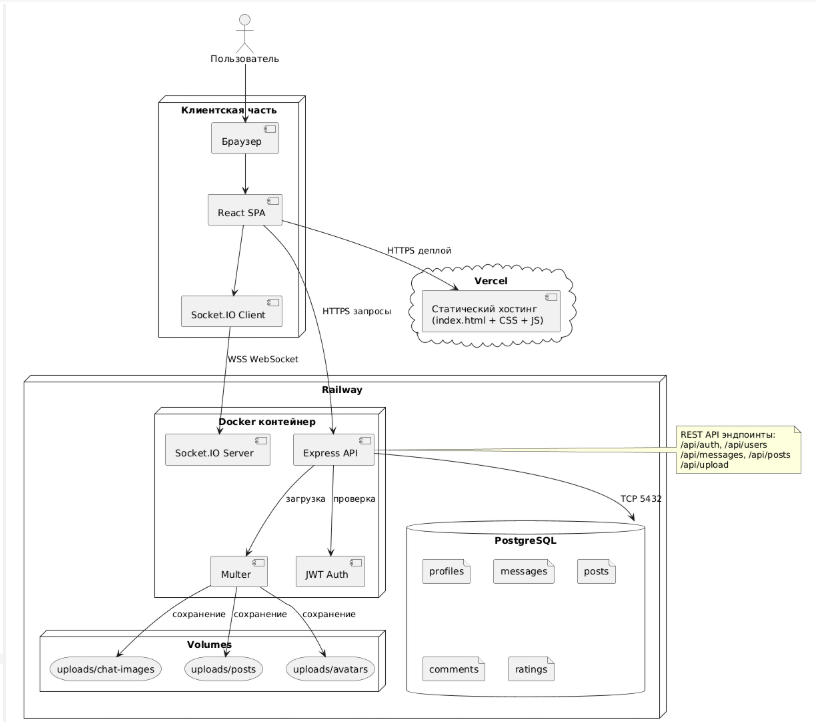 Пользователь
Клиентская часть
Браузер
React SPA
HTTPS деплой
Vercel
Статический хостинг
(index.html + CSS + JS)
Socket.IO Client
HTTPS запросы
WSS WebSocket
Railway
Docker контейнер
Socket.IO Server
Express API
REST API эндпоинты:
/api/auth, /api/users
/api/messages, /api/posts
/api/upload
загрузка
проверка
TCP 5432
PostgreSQL
profiles
messages
posts
Multer
JWT Auth
сохранение
сохранение
сохранение
Volumes
uploads/chat-images
uploads/posts
uploads/avatars
comments
ratings